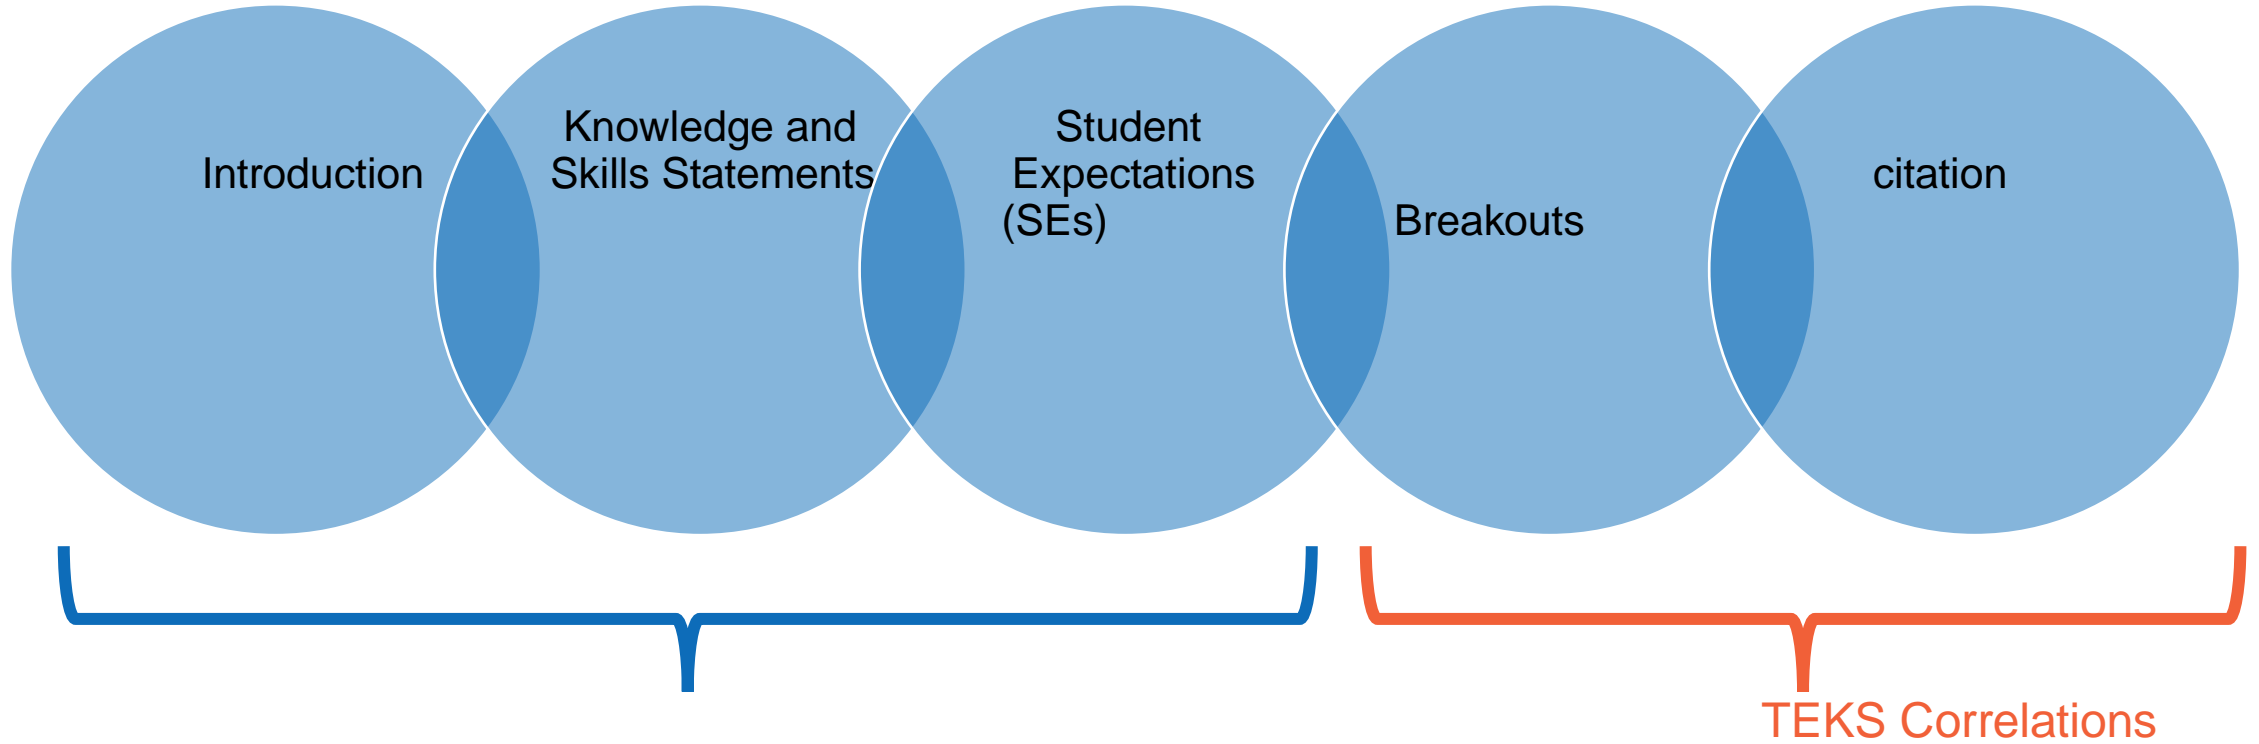 Introduction
Knowledge and
Skills Statements
Student
Expectations
(SEs)
Breakouts
citation
TEKS Correlations